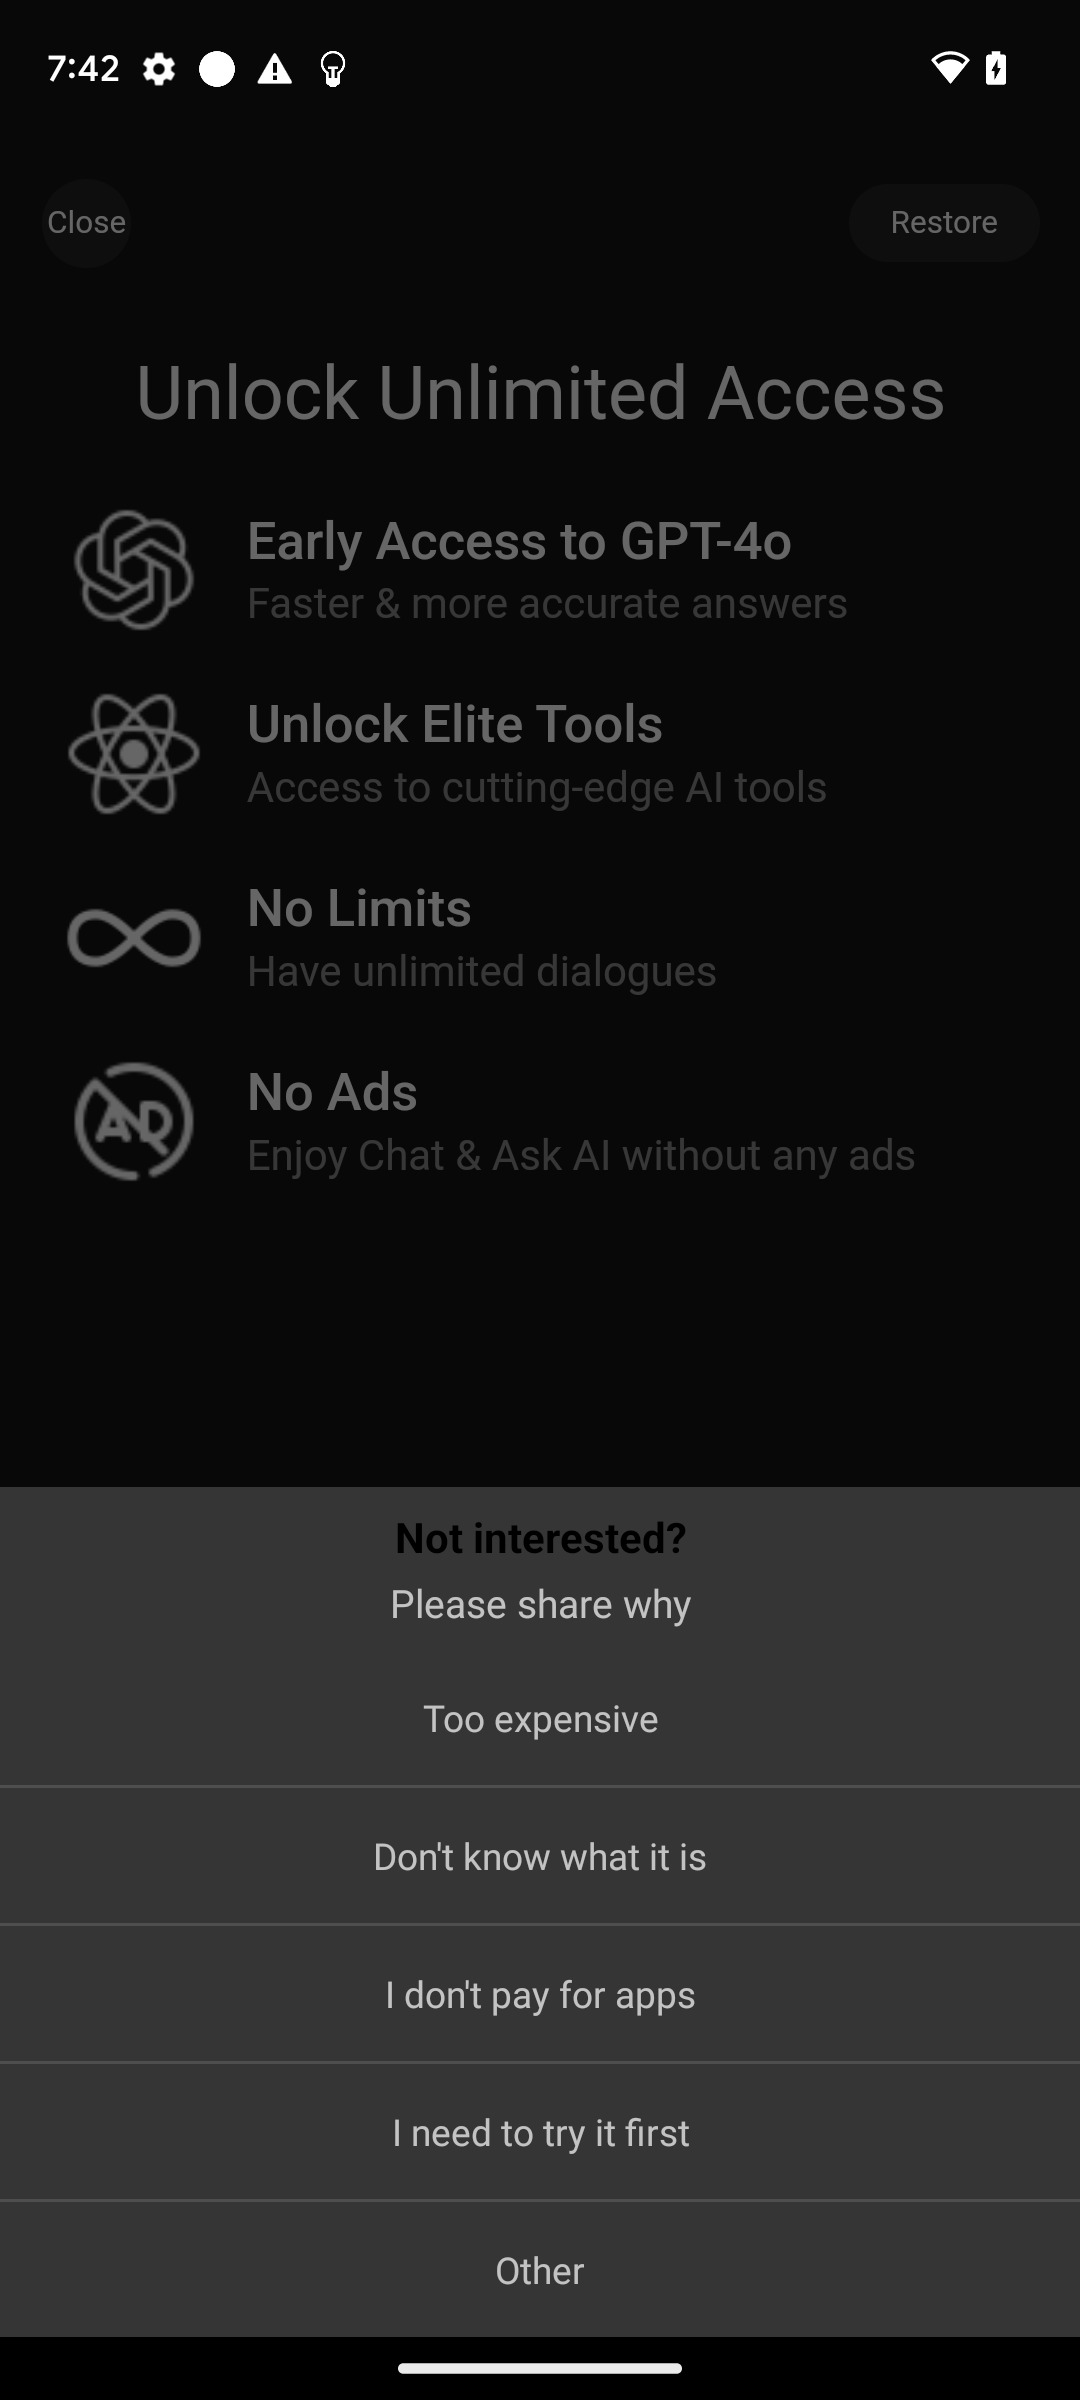 7:42
Close
Restore
Unlock Unlimited Access
Early Access to GPT-4o
Faster & more accurate answers
Unlock Elite Tools
Access to cutting-edge AI tools
No Limits
Have unlimited dialogues
AD
No Ads
Enjoy Chat & Ask AI without any ads
Not interested?
Please share why
Too expensive
Don't know what it is
I don't pay for apps
I need to try it first
Other